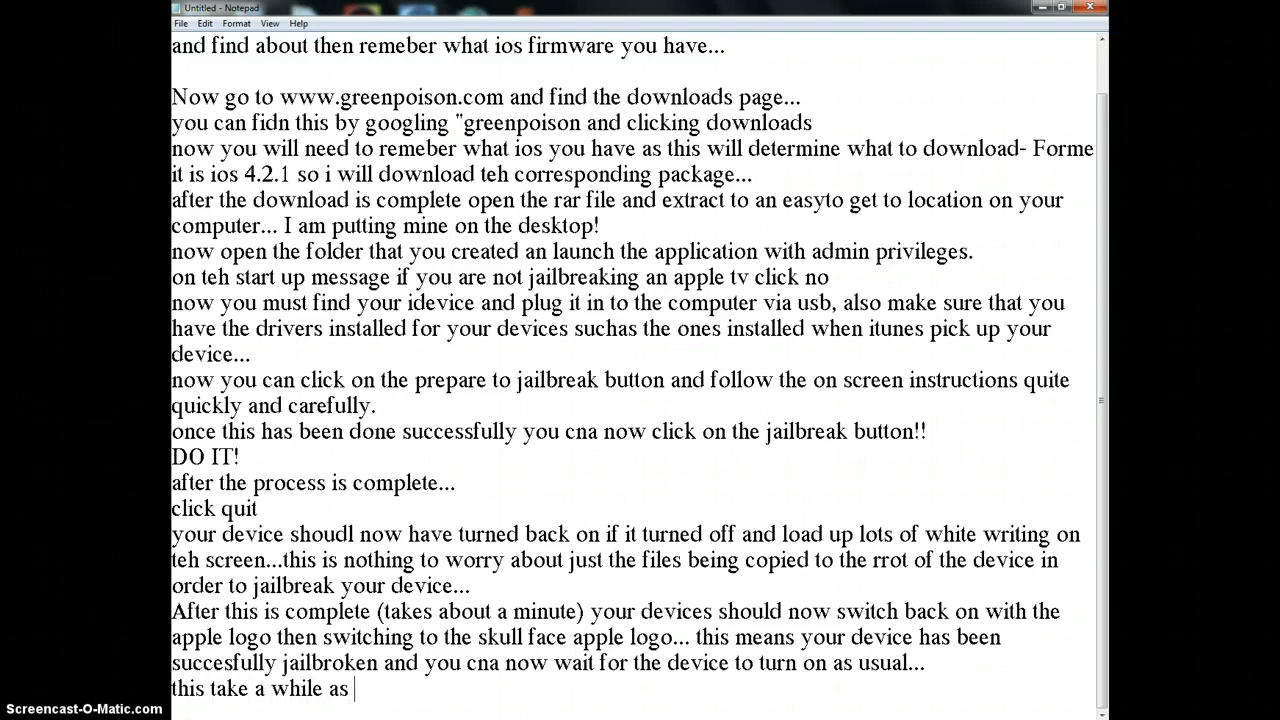 Untitled - Notepad
File Edit Format View Help
and find about then remeber what ios firmware you have...
Now go to www.greenpoison.com and find the downloads page...
you can fidn this by googling "greenpoison and clicking downloads
now you will need to remeber what ios you have as this will determine what to download- Forme
it is ios 4.2.1 so i will download teh corresponding package...
after the download is complete open the rar file and extract to an easyto get to location on your
computer... I am putting mine on the desktop!
now open the folder that you created an launch the application with admin privileges.
on teh start up message if you are not jailbreaking an apple tv click no
now you must find your idevice and plug it in to the computer via usb, also make sure that you
have the drivers installed for your devices suchas the ones installed when itunes pick up your
device...
now you can click on the prepare to jailbreak button and follow the on screen instructions quite
quickly and carefully.
once this has been done successfully you cna now click on the jailbreak button!!
DO IT!
after the process is complete...
click quit
your device shoudl now have turned back on if it turned off and load up lots of white writing on
teh screen...this is nothing to worry about just the files being copied to the rrot of the device in
order to jailbreak your device...
After this is complete (takes about a minute) your devices should now switch back on with the
apple logo then switching to the skull face apple logo... this means your device has been
succesfully jailbroken and you cna now wait for the device to turn on as usual...
this take a while as
Screencast-O-Matic.com